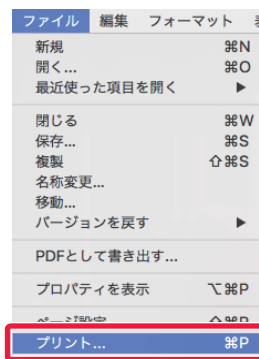 ファイル 編集 フォーマット
新規 ⌘N
開く... ⌘O
最近使った項目を開く ▶
閉じる ⌘W
保存... ⌘S
複製 ⇧⌘S
名称変更...
移動...
バージョンを戻す ▶
PDFとして書き出す...
プロパティを表示 ⌥⌘P
プリント... ⌘P